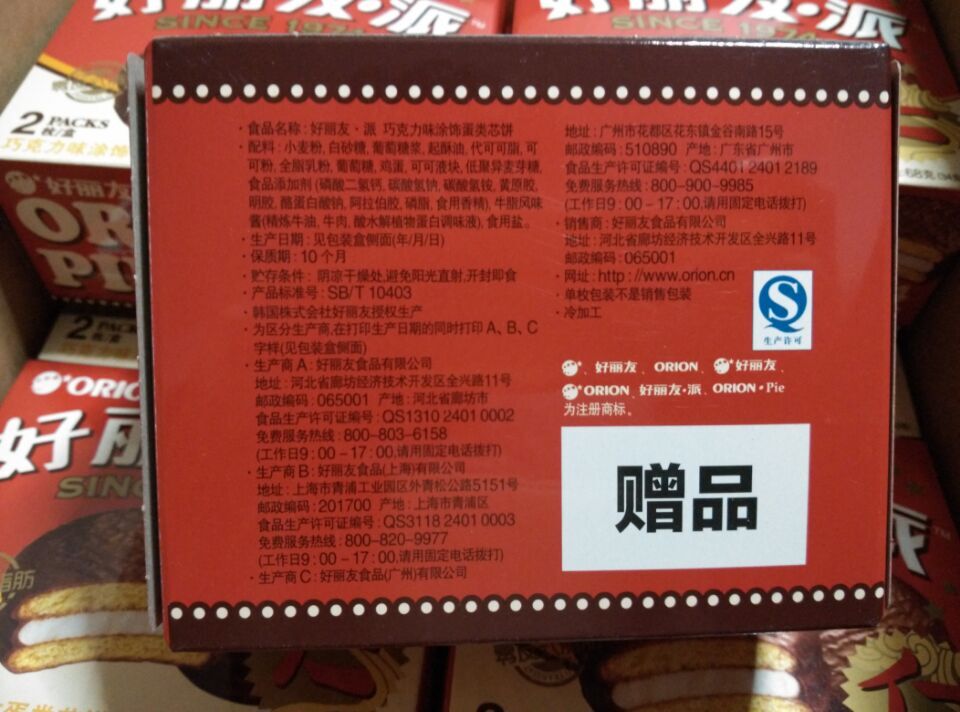 好丽友·派
SINCE 1974
2 PACKS
枚/盒
巧克力味涂饰
好丽友
2 PACKS
枚/盒
ORION
SINCE
·食品名称:好丽友·派 巧克力味涂饰蛋类芯饼
·配料:小麦粉,白砂糖,葡萄糖浆,起酥油,代可可脂,可
可粉,全脂乳粉,葡萄糖,鸡蛋,可可液块,低聚异麦芽糖,
食品添加剂(磷酸二氢钙,碳酸氢钠,碳酸氢铵,黄原胶,
明胶,酪蛋白酸钠,阿拉伯胶,磷脂,食用香精),牛脂风味
酱(精炼牛油,牛肉,酸水解植物蛋白调味液),食用盐。
·生产日期:见包装盒侧面(年/月/日)
·保质期:10个月
·贮存条件:阴凉干燥处,避免阳光直射,开封即食
·产品标准号:SB/T 10403
·韩国株式会社好丽友授权生产
·为区分生产商,在打印生产日期的同时打印A、B、C
字样(见包装盒侧面)
·生产商A:好丽友食品有限公司
地址:河北省廊坊经济技术开发区全兴路11号
邮政编码:065001 产地:河北省廊坊市
食品生产许可证编号:QS1310 2401 0002
免费服务热线:800-803-6158
(工作日9:00-17:00,请用固定电话拨打)
·生产商B:好丽友食品(上海)有限公司
地址:上海市青浦工业园区外青松公路5151号
邮政编码:201700 产地:上海市青浦区
食品生产许可证编号:QS3118 2401 0003
免费服务热线:800-820-9977
(工作日9:00-17:00,请用固定电话拨打)
·生产商C:好丽友食品(广州)有限公司
地址:广州市花都区花东镇金谷南路15号
邮政编码:510890 产地:广东省广州市
食品生产许可证编号:QS4401 2401 2189
免费服务热线:800-900-9985
(工作日9:00-17:00,请用固定电话拨打)
·销售商:好丽友食品有限公司
地址:河北省廊坊经济技术开发区全兴路11号
邮政编码:065001
·网址:http://www.orion.cn
·单枚包装不是销售包装
·冷加工
生产许可
、好丽友、ORION、好丽友、
ORION、好丽友·派、ORION·Pie
为注册商标。
赠品